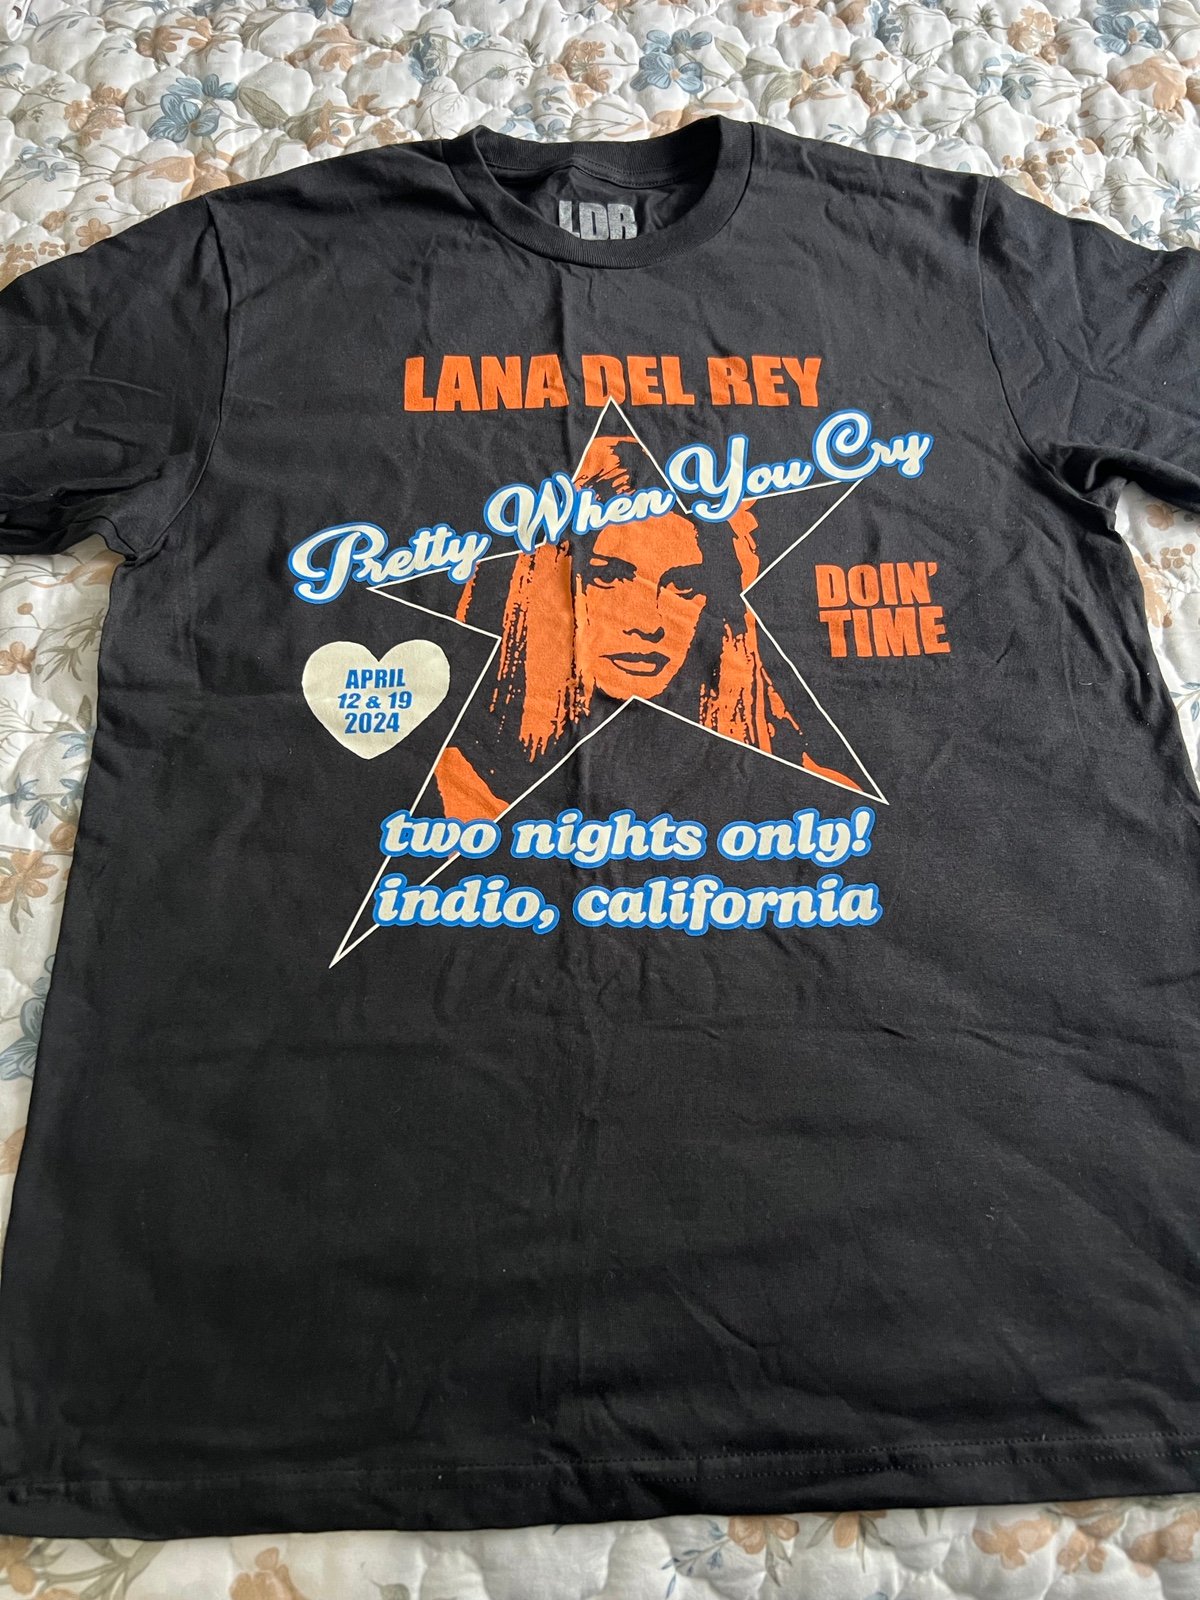 LDR
LANA DEL REY
Pretty When You Cry
DOIN'
TIME
APRIL
12 & 19
2024
two nights only!
indio, california